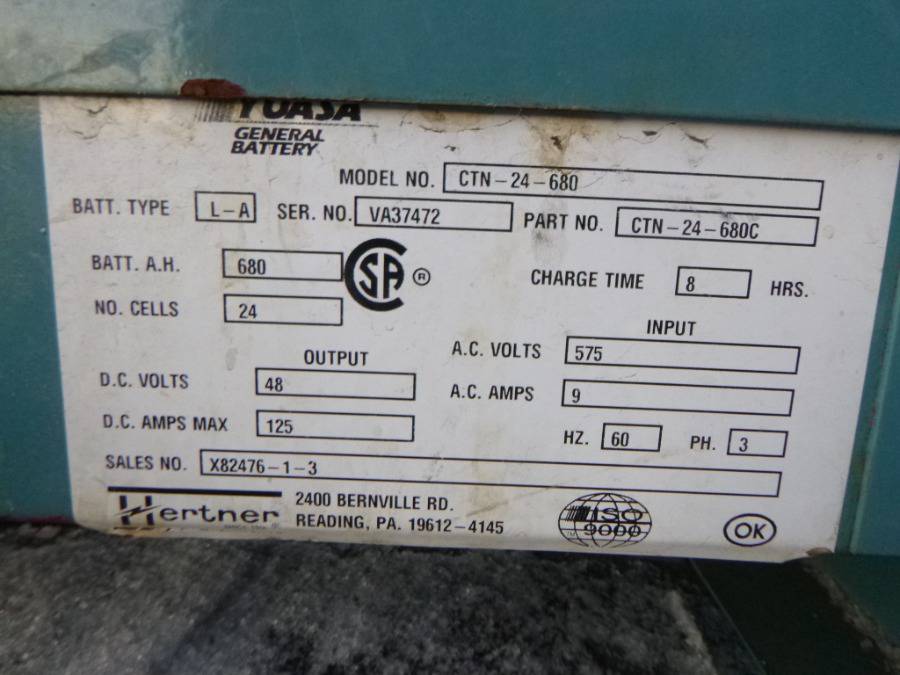 YUASA
GENERAL
BATTERY
MODEL NO. CTN-24-680
BATT. TYPE L-A SER. NO. VA37472 PART NO. CTN-24-680C
BATT. A.H. 680 SA ® CHARGE TIME 8 HRS.
NO. CELLS 24
OUTPUT
D.C. VOLTS 48
D.C. AMPS MAX 125
INPUT
A.C. VOLTS 575
A.C. AMPS 9
HZ. 60 PH. 3
SALES NO. X82476-1-3
Hertner
2400 BERNVILLE RD.
READING, PA. 19612-4145
ISO
9000
OK